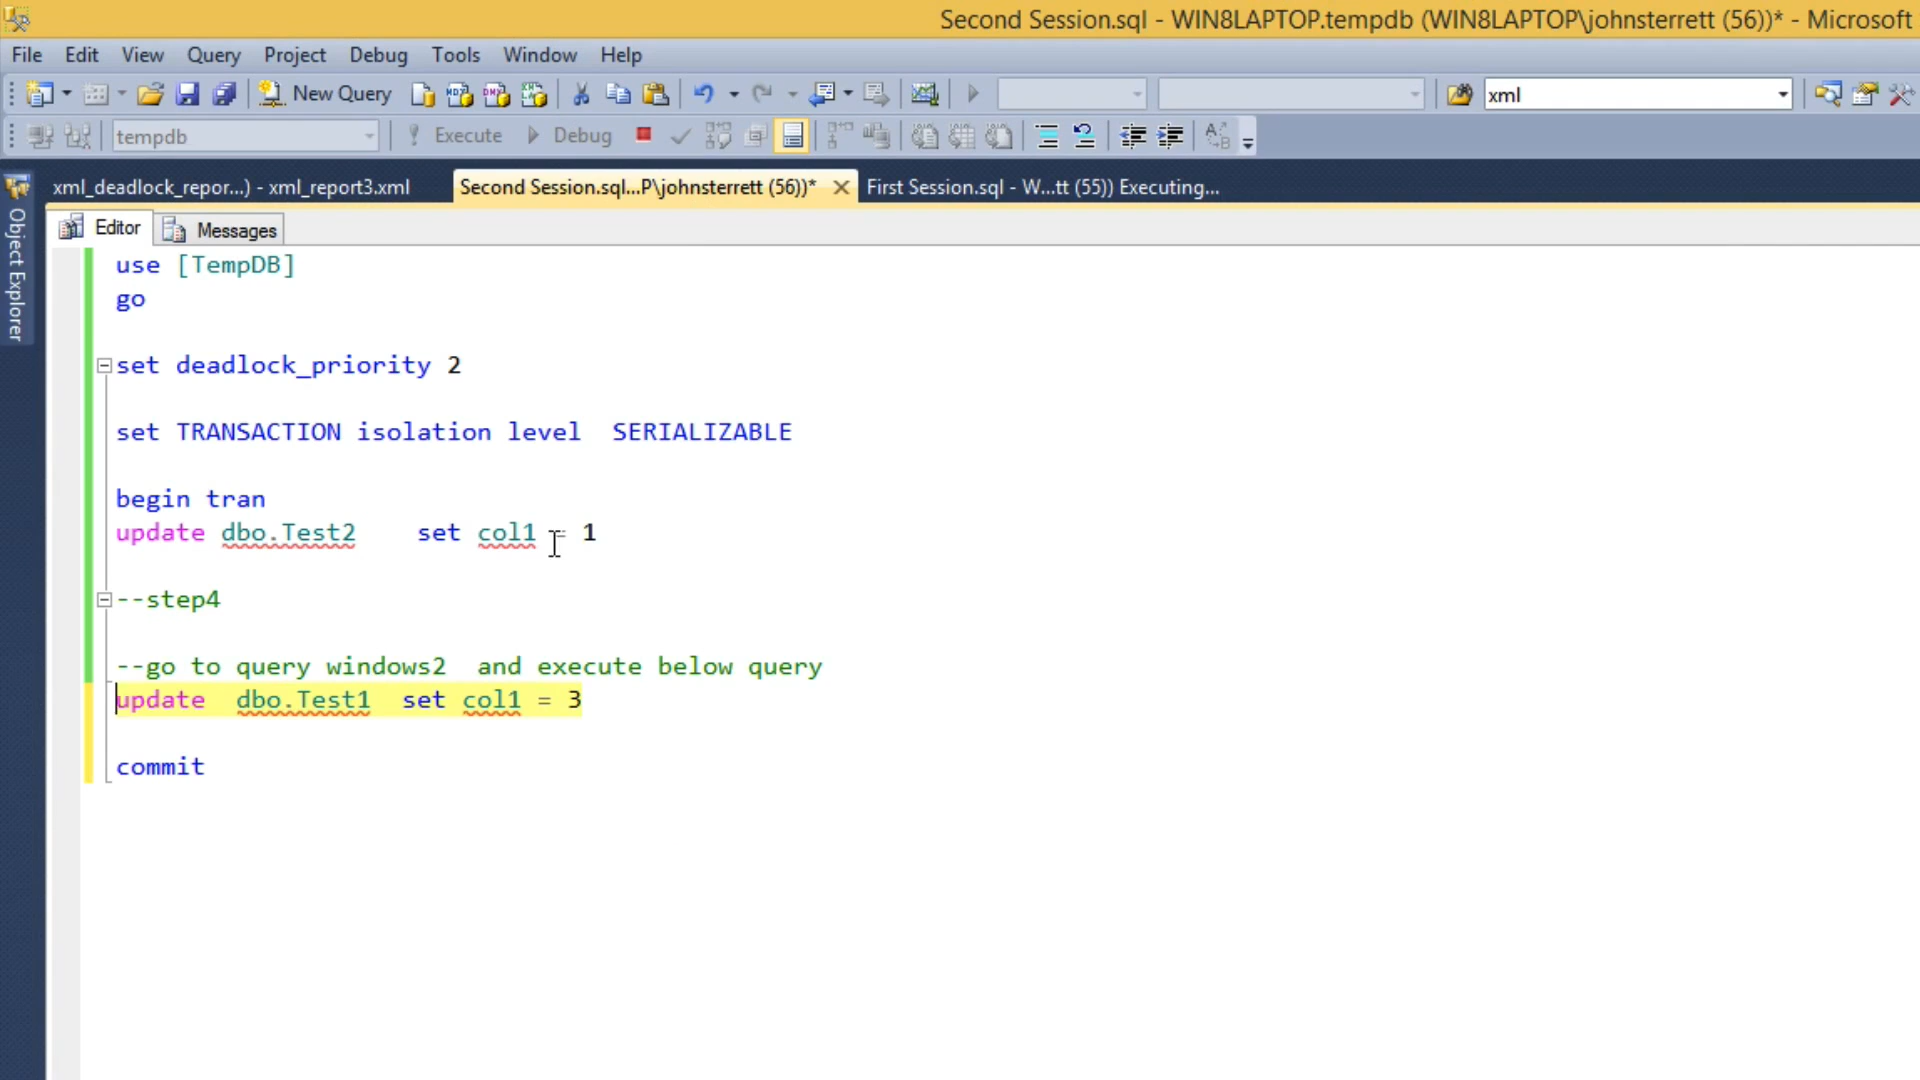 Second Session.sql - WIN8LAPTOP.tempdb (WIN8LAPTOP\johnsterrett (56))* - Microsoft
File Edit View Query Project Debug Tools Window Help
New Query xml
tempdb Execute Debug
xml_deadlock_repor...) - xml_report3.xml Second Session.sql...P\johnsterrett (56))* First Session.sql - W...tt (55)) Executing...
Object Explorer
Editor Messages
use [TempDB]
go
set deadlock_priority 2
set TRANSACTION isolation level SERIALIZABLE
begin tran
update dbo.Test2 set col1 = 1
--step4
--go to query windows2 and execute below query
update dbo.Test1 set col1 = 3
commit